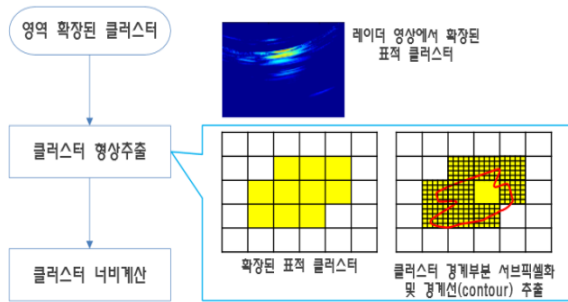 영역 확장된 클러스터
레이더 영상에서 확장된
표적 클러스터
클러스터 형상추출
확장된 표적 클러스터
클러스터 경계부분 서브픽셀화
및 경계선(contour) 추출
클러스터 너비계산